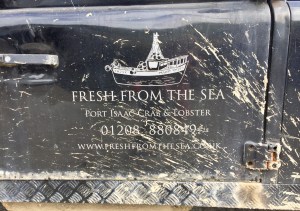 FRESH FROM THE SEA
PORT ISAAC CRAB & LOBSTER
01208 880849
WWW.FRESHFROMTHESEA.CO.UK